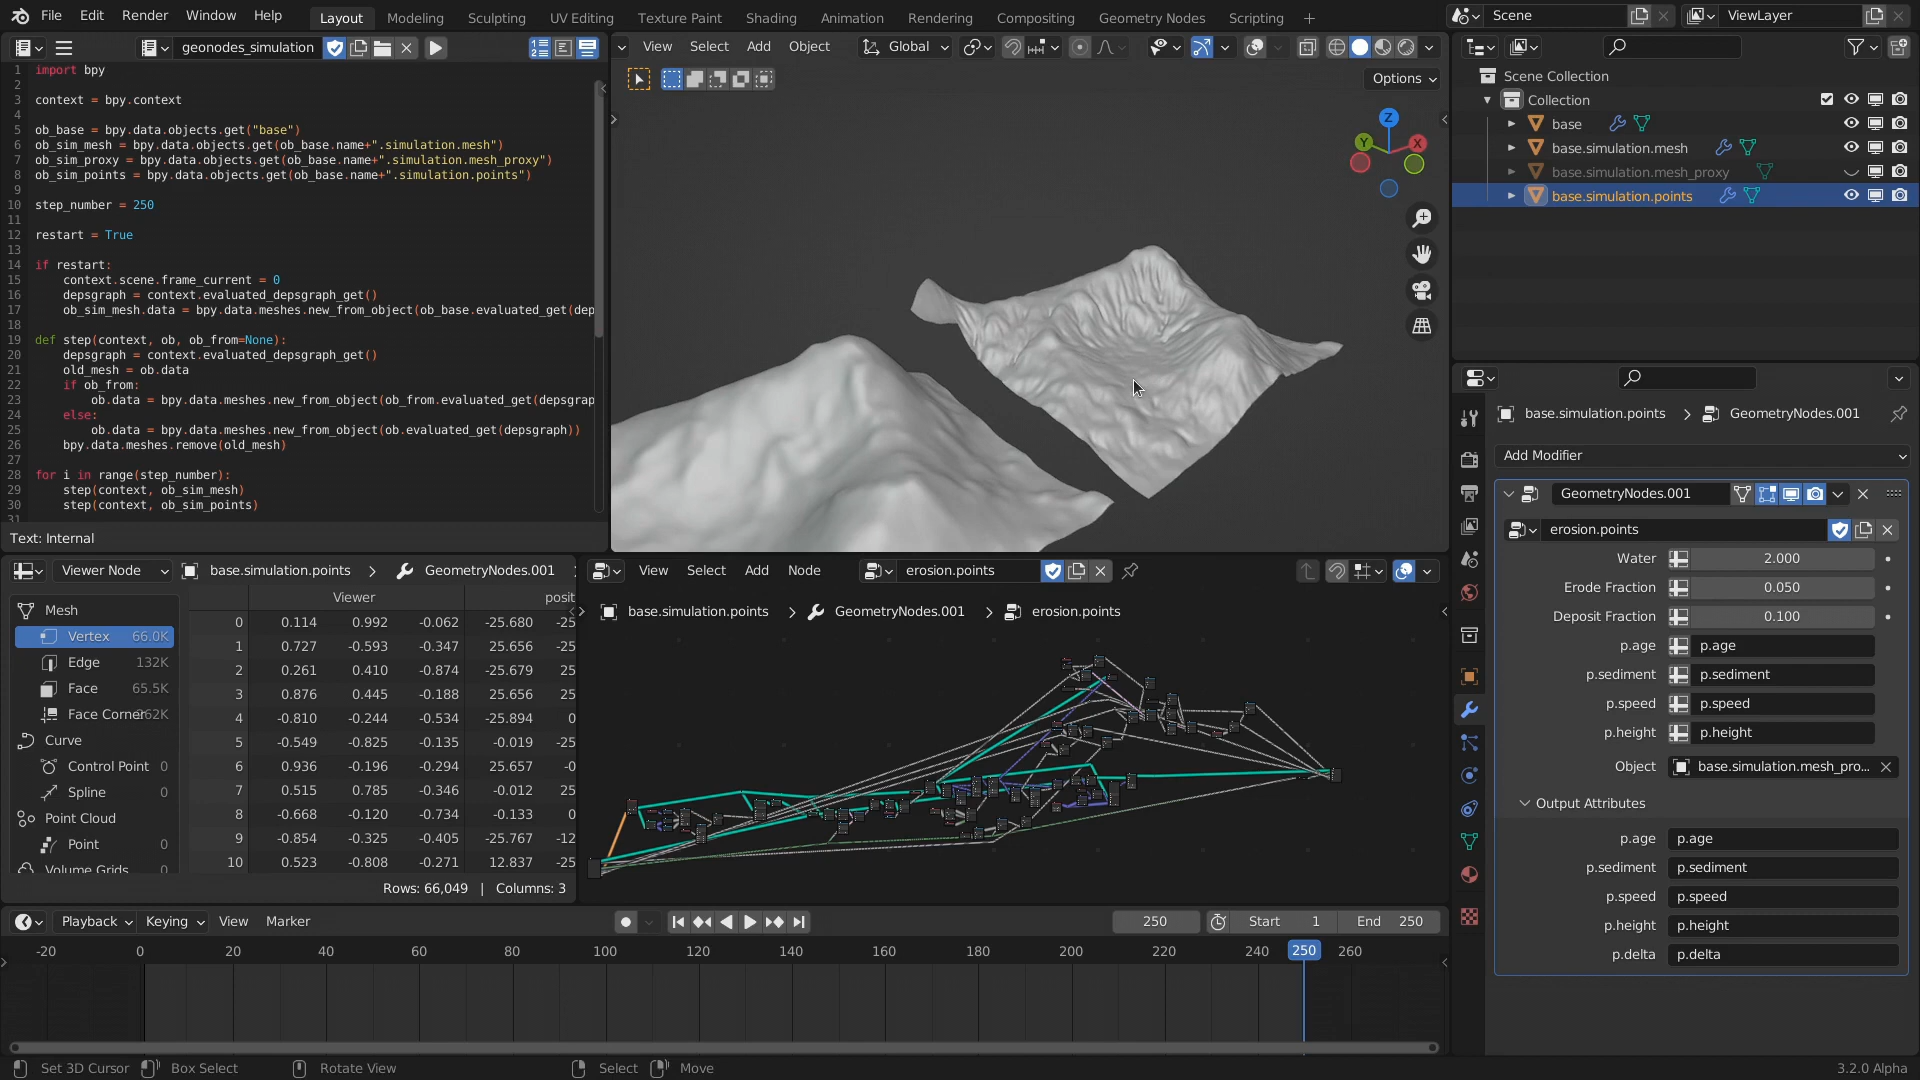 File Edit Render Window Help Layout Modeling Sculpting UV Editing Texture Paint Shading Animation Rendering Compositing Geometry Nodes Scripting + Scene ViewLayer
geonodes_simulation
1 import bpy
2
3 context = bpy.context
4
5 ob_base = bpy.data.objects.get("base")
6 ob_sim_mesh = bpy.data.objects.get(ob_base.name+".simulation.mesh")
7 ob_sim_proxy = bpy.data.objects.get(ob_base.name+".simulation.mesh_proxy")
8 ob_sim_points = bpy.data.objects.get(ob_base.name+".simulation.points")
9
10 step_number = 250
11
12 restart = True
13
14 if restart:
15 context.scene.frame_current = 0
16 depsgraph = context.evaluated_depsgraph_get()
17 ob_sim_mesh.data = bpy.data.meshes.new_from_object(ob_base.evaluated_get(dep
18
19 def step(context, ob, ob_from=None):
20 depsgraph = context.evaluated_depsgraph_get()
21 old_mesh = ob.data
22 if ob_from:
23 ob.data = bpy.data.meshes.new_from_object(ob_from.evaluated_get(depsgrap
24 else:
25 ob.data = bpy.data.meshes.new_from_object(ob.evaluated_get(depsgraph))
26 bpy.data.meshes.remove(old_mesh)
27
28 for i in range(step_number):
29 step(context, ob_sim_mesh)
30 step(context, ob_sim_points)
31
Text: Internal
View Select Add Object Global
Options
Z
Y X
Scene Collection
Collection
base
base.simulation.mesh
base.simulation.mesh_proxy
base.simulation.points
base.simulation.points > GeometryNodes.001
Add Modifier
GeometryNodes.001
erosion.points
Water 2.000
Erode Fraction 0.050
Deposit Fraction 0.100
p.age p.age
p.sediment p.sediment
p.speed p.speed
p.height p.height
Object base.simulation.mesh_pro...
Output Attributes
p.age p.age
p.sediment p.sediment
p.speed p.speed
p.height p.height
p.delta p.delta
Viewer Node base.simulation.points > GeometryNodes.001
Mesh
Vertex 66.0K
Edge 132K
Face 65.5K
Face Corner 262K
Curve
Control Point 0
Spline 0
Point Cloud
Point 0
Volume Grids 0
Viewer posit
0 0.114 0.992 -0.062 -25.680 -25
1 0.727 -0.593 -0.347 25.656 -25
2 0.261 0.410 -0.874 -25.679 25
3 0.876 0.445 -0.188 25.656 25
4 -0.810 -0.244 -0.534 -25.894 0
5 -0.549 -0.825 -0.135 -0.019 -25
6 0.936 -0.196 -0.294 25.657 -0
7 0.515 0.785 -0.346 -0.012 25
8 -0.668 -0.120 -0.734 -0.133 0
9 -0.854 -0.325 -0.405 -25.767 -12
10 0.523 -0.808 -0.271 12.837 -25
Rows: 66,049 | Columns: 3
View Select Add Node erosion.points
base.simulation.points > GeometryNodes.001 > erosion.points
Playback Keying View Marker 250 Start 1 End 250
-20 0 20 40 60 80 100 120 140 160 180 200 220 240 250 260
Set 3D Cursor Box Select Rotate View Select Move 3.2.0 Alpha